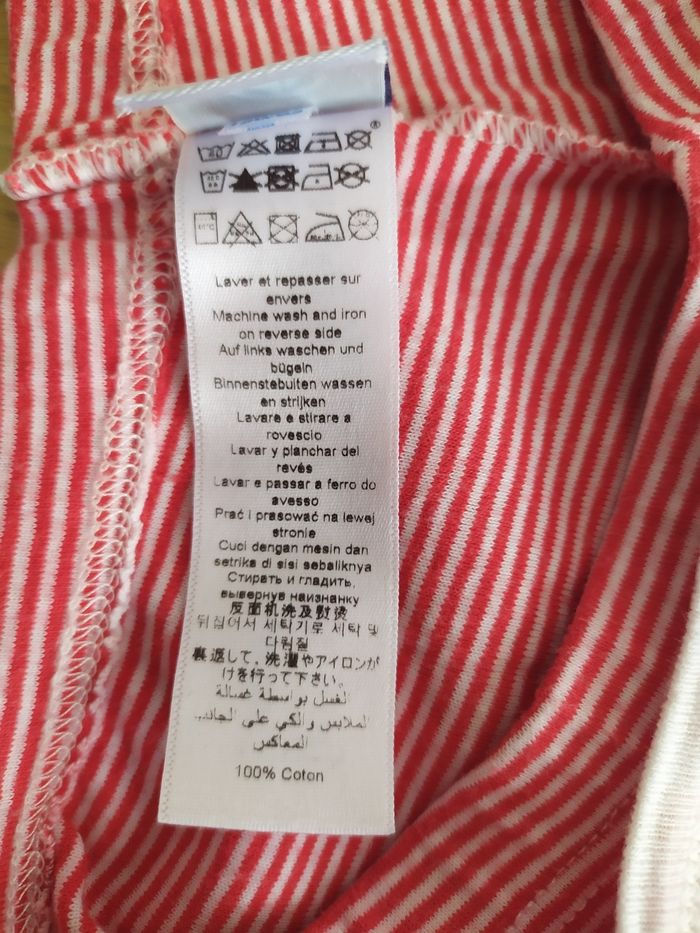 Laver et repasser sur
envers
Machine wash and iron
on reverse side
Auf links waschen und
bügeln
Binnenstebuiten wassen
en strijken
Lavare e stirare a
rovescio
Lavar y planchar del
revés
Lavar e passar a ferro do
avesso
Prać i prasować na lewej
stronie
Cuci dengan mesin dan
setrika di sisi sebaliknya
Стирать и гладить,
вывернув наизнанку
反面机洗及熨烫
뒤집어서 세탁기로 세탁 및
다림질
裏返して、洗濯やアイロンが
けを行って下さい。
الغسل بواسطة غسالة
الملابس والكي على الجانب
المعاكس
100% Coton